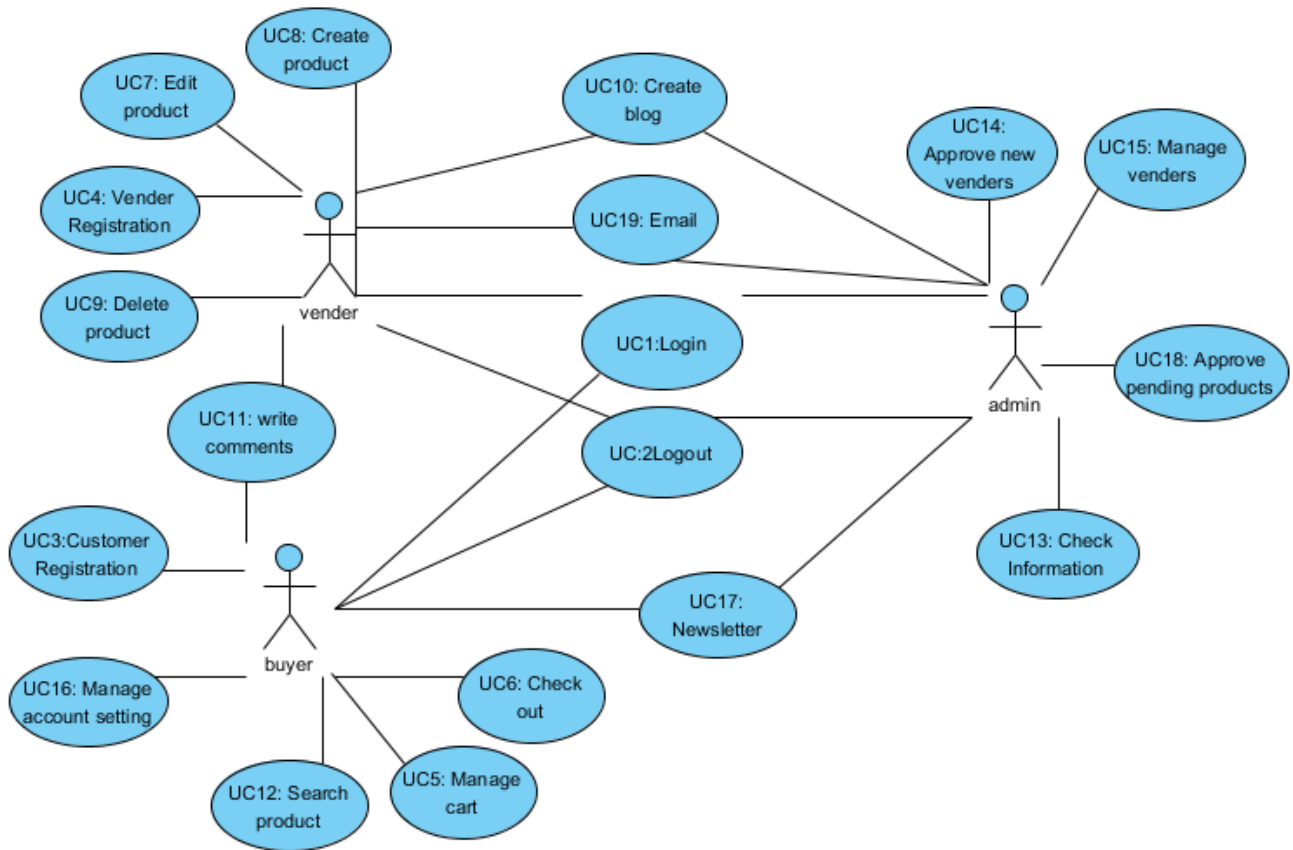 UC8: Create
product
UC7: Edit
product
UC10: Create
blog
UC14:
Approve new
venders
UC15: Manage
venders
UC4: Vender
Registration
UC19: Email
UC9: Delete
product
vender
UC1:Login
UC18: Approve
pending products
admin
UC11: write
comments
UC:2Logout
UC3:Customer
Registration
UC13: Check
Information
UC17:
Newsletter
buyer
UC16: Manage
account setting
UC6: Check
out
UC12: Search
product
UC5: Manage
cart